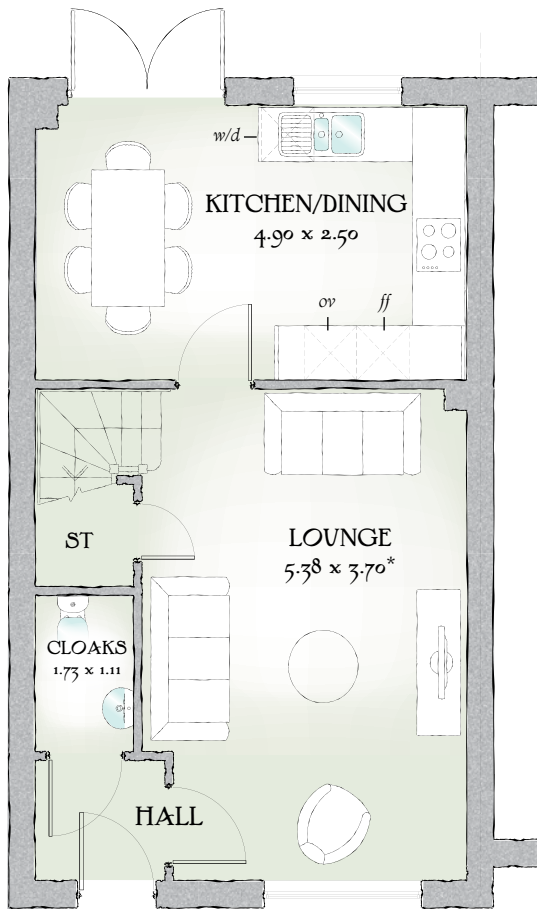 w/d
KITCHEN/DINING
4.90 x 2.50
ov ff
ST
LOUNGE
5.38 x 3.70*
CLOAKS
1.73 x 1.11
HALL